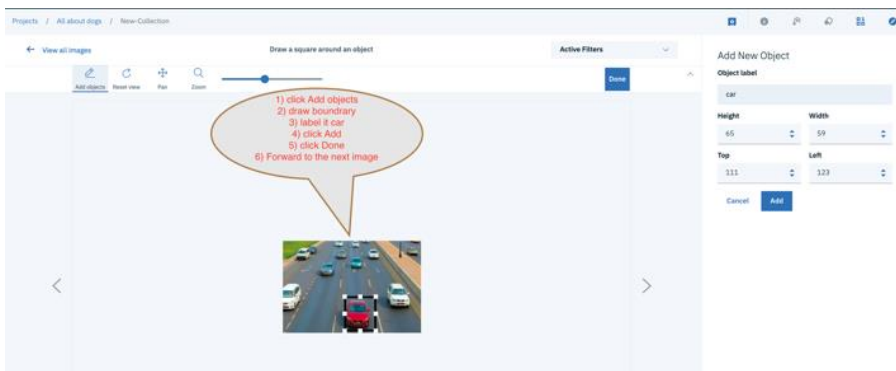 Projects / All about dogs / New-Collection
← View all images
Draw a square around an object
Active Filters
Add objects
Reset view
Pan
Zoom
Done
1) click Add objects
2) draw boundrary
3) label it car
4) click Add
5) click Done
6) Forward to the next image
Add New Object
Object label
car
Height Width
65 59
Top Left
111 123
Cancel Add